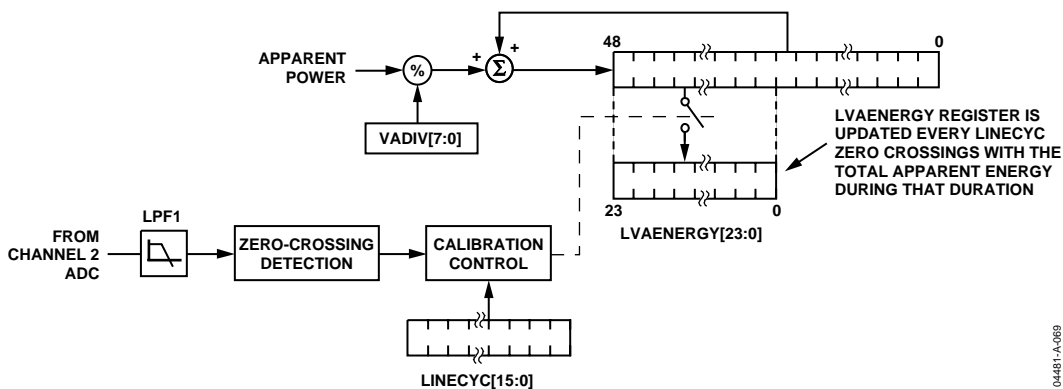 48
0
APPARENT
POWER
%
+
+
Σ
VADIV[7:0]
LVAENERGY REGISTER IS
UPDATED EVERY LINECYC
ZERO CROSSINGS WITH THE
TOTAL APPARENT ENERGY
DURING THAT DURATION
23
0
LVAENERGY[23:0]
LPF1
FROM
CHANNEL 2
ADC
ZERO-CROSSING
DETECTION
CALIBRATION
CONTROL
LINECYC[15:0]
04481-A-069